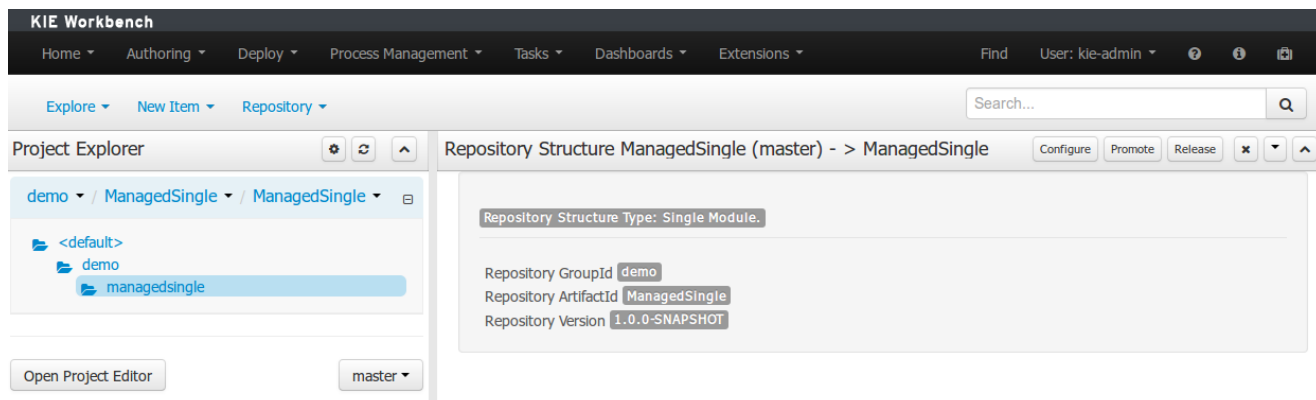 KIE Workbench
Home Authoring Deploy Process Management Tasks Dashboards Extensions Find User: kie-admin
Explore New Item Repository Search...
Project Explorer
Repository Structure ManagedSingle (master) - > ManagedSingle Configure Promote Release
demo / ManagedSingle / ManagedSingle
<default>
demo
managedsingle
Open Project Editor master
Repository Structure Type: Single Module.
Repository GroupId demo
Repository ArtifactId ManagedSingle
Repository Version 1.0.0-SNAPSHOT